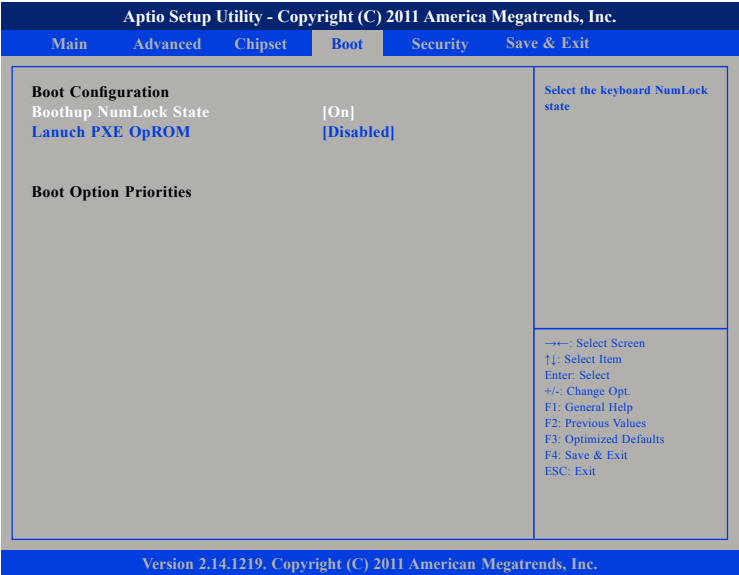 Aptio Setup Utility - Copyright (C) 2011 America Megatrends, Inc.
Main Advanced Chipset Boot Security Save & Exit
Boot Configuration
Boothup NumLock State [On]
Lanuch PXE OpROM [Disabled]
Boot Option Priorities
Select the keyboard NumLock
state
→←: Select Screen
↑↓: Select Item
Enter: Select
+/-: Change Opt.
F1: General Help
F2: Previous Values
F3: Optimized Defaults
F4: Save & Exit
ESC: Exit
Version 2.14.1219. Copyright (C) 2011 American Megatrends, Inc.